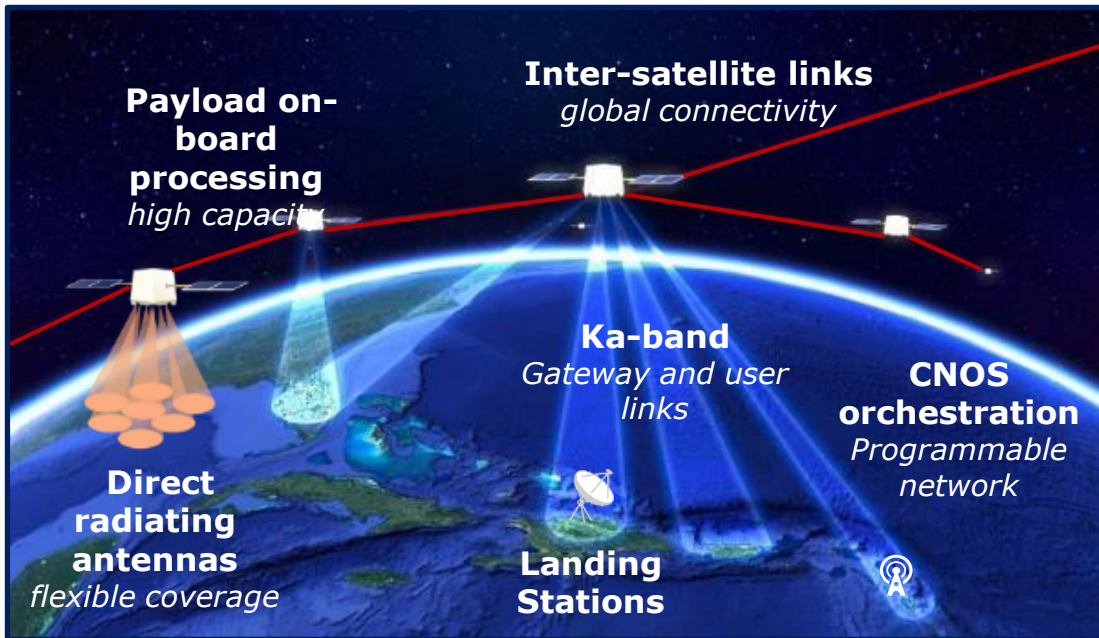 Payload on-
board
processing
high capacity
Inter-satellite links
global connectivity
Ka-band
Gateway and user
links
CNOS
orchestration
Programmable
network
Direct
radiating
antennas
flexible coverage
Landing
Stations